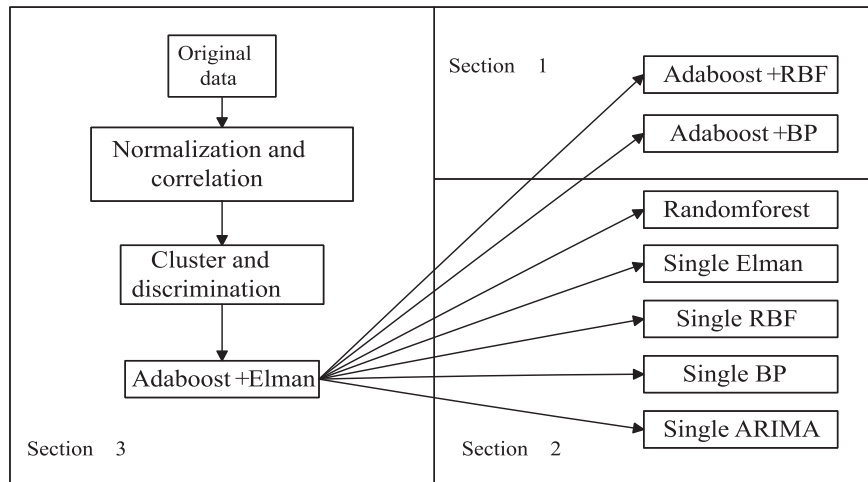 Original
data
Normalization and
correlation
Cluster and
discrimination
Adaboost+Elman
Section 3
Section 1
Adaboost+RBF
Adaboost+BP
Randomforest
Single Elman
Single RBF
Single BP
Single ARIMA
Section 2